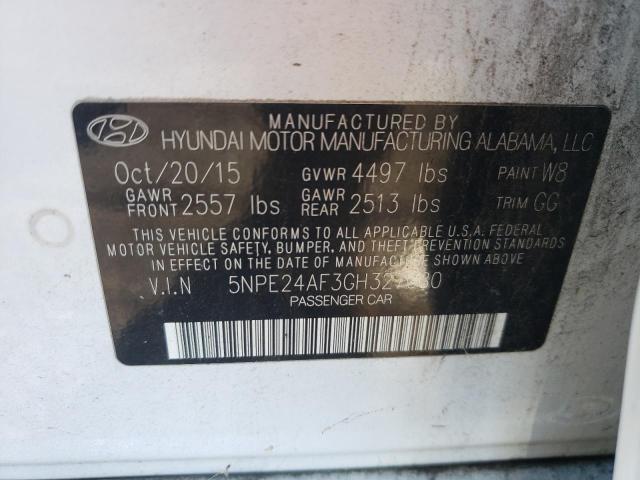 MANUFACTURED BY
HYUNDAI MOTOR MANUFACTURING ALABAMA, LLC
Oct/20/15 GVWR 4497 lbs PAINT W8
GAWR FRONT 2557 lbs GAWR REAR 2513 lbs TRIM GG
THIS VEHICLE CONFORMS TO ALL APPLICABLE U.S.A. FEDERAL
MOTOR VEHICLE SAFETY, BUMPER, AND THEFT PREVENTION STANDARDS
IN EFFECT ON THE DATE OF MANUFACTURE SHOWN ABOVE.
V.I.N
PASSENGER CAR